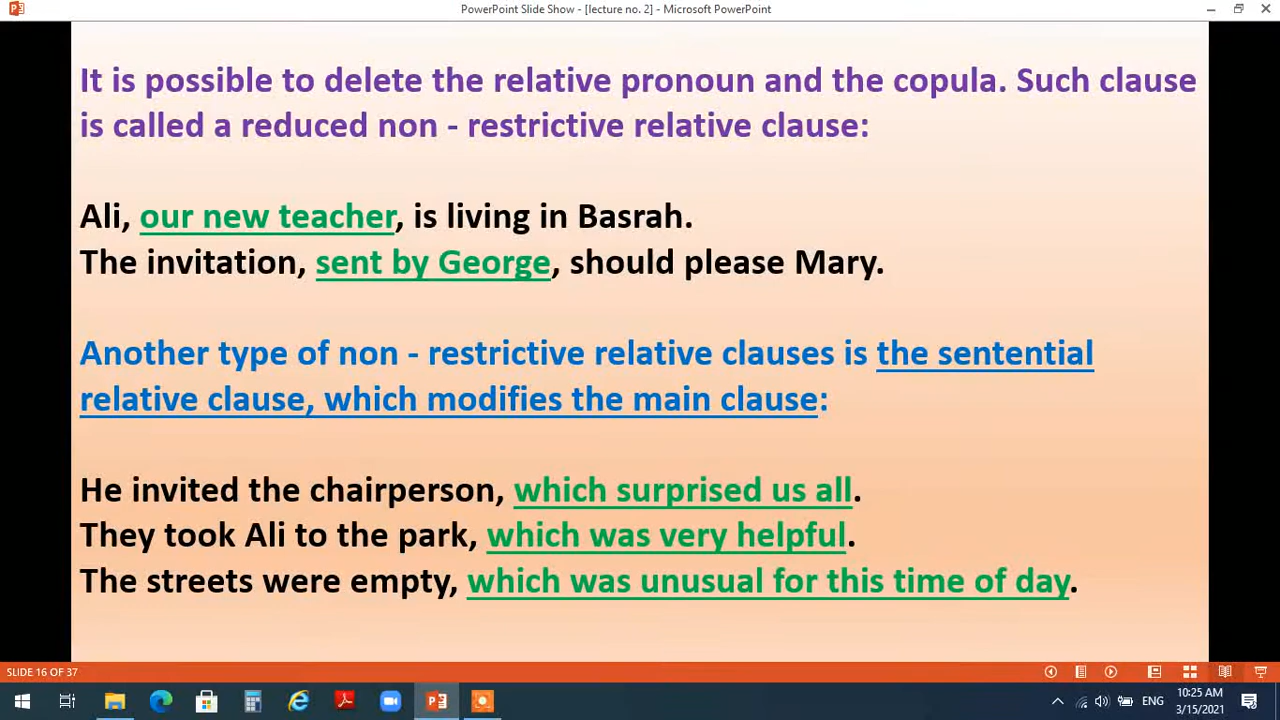 PowerPoint Slide Show - [lecture no. 2] - Microsoft PowerPoint
It is possible to delete the relative pronoun and the copula. Such clause
is called a reduced non - restrictive relative clause:
Ali, our new teacher, is living in Basrah.
The invitation, sent by George, should please Mary.
Another type of non - restrictive relative clauses is the sentential
relative clause, which modifies the main clause:
He invited the chairperson, which surprised us all.
They took Ali to the park, which was very helpful.
The streets were empty, which was unusual for this time of day.
SLIDE 16 OF 37
ENG
10:25 AM
3/15/2021